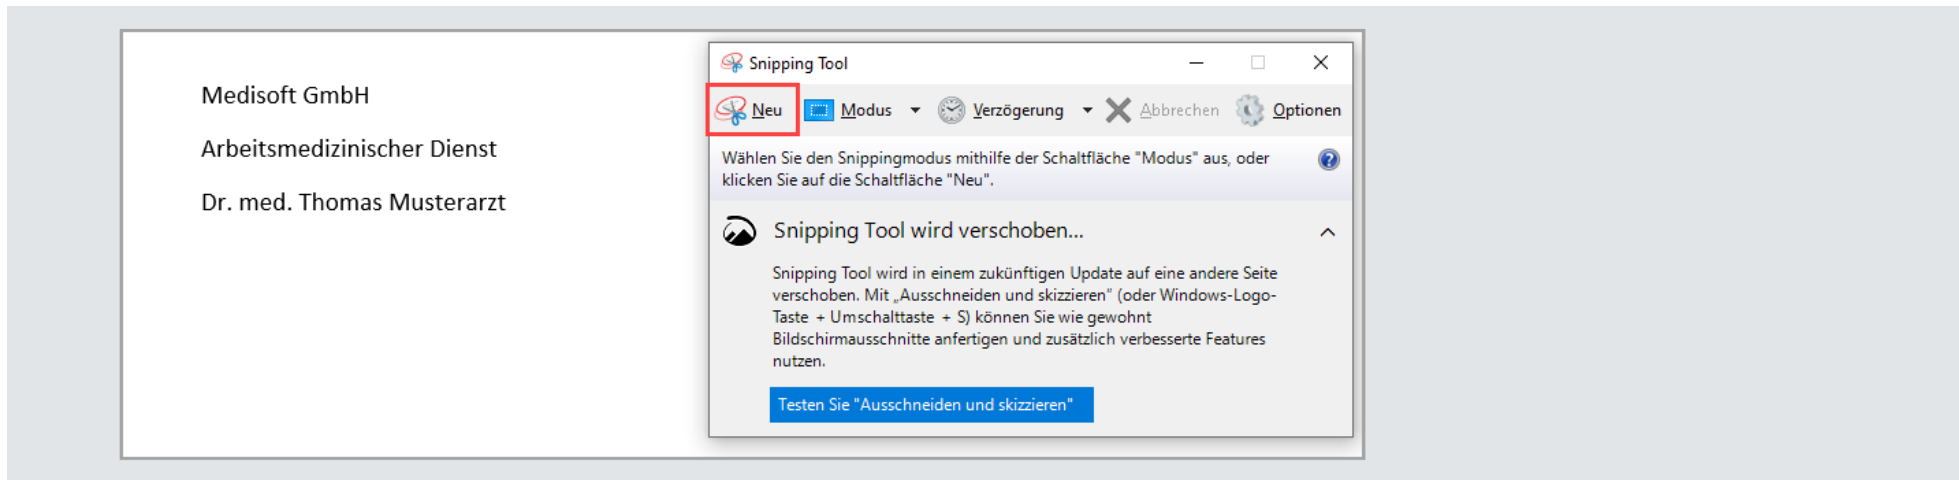 Medisoft GmbH
Arbeitsmedizinischer Dienst
Dr. med. Thomas Musterarzt
Snipping Tool
Neu Modus Verzögerung Abbrechen Optionen
Wählen Sie den Snippingmodus mithilfe der Schaltfläche "Modus" aus, oder
klicken Sie auf die Schaltfläche "Neu".
Snipping Tool wird verschoben...
Snipping Tool wird in einem zukünftigen Update auf eine andere Seite
verschoben. Mit „Ausschneiden und skizzieren" (oder Windows-Logo-
Taste + Umschalttaste + S) können Sie wie gewohnt
Bildschirmausschnitte anfertigen und zusätzlich verbesserte Features
nutzen.
Testen Sie "Ausschneiden und skizzieren"